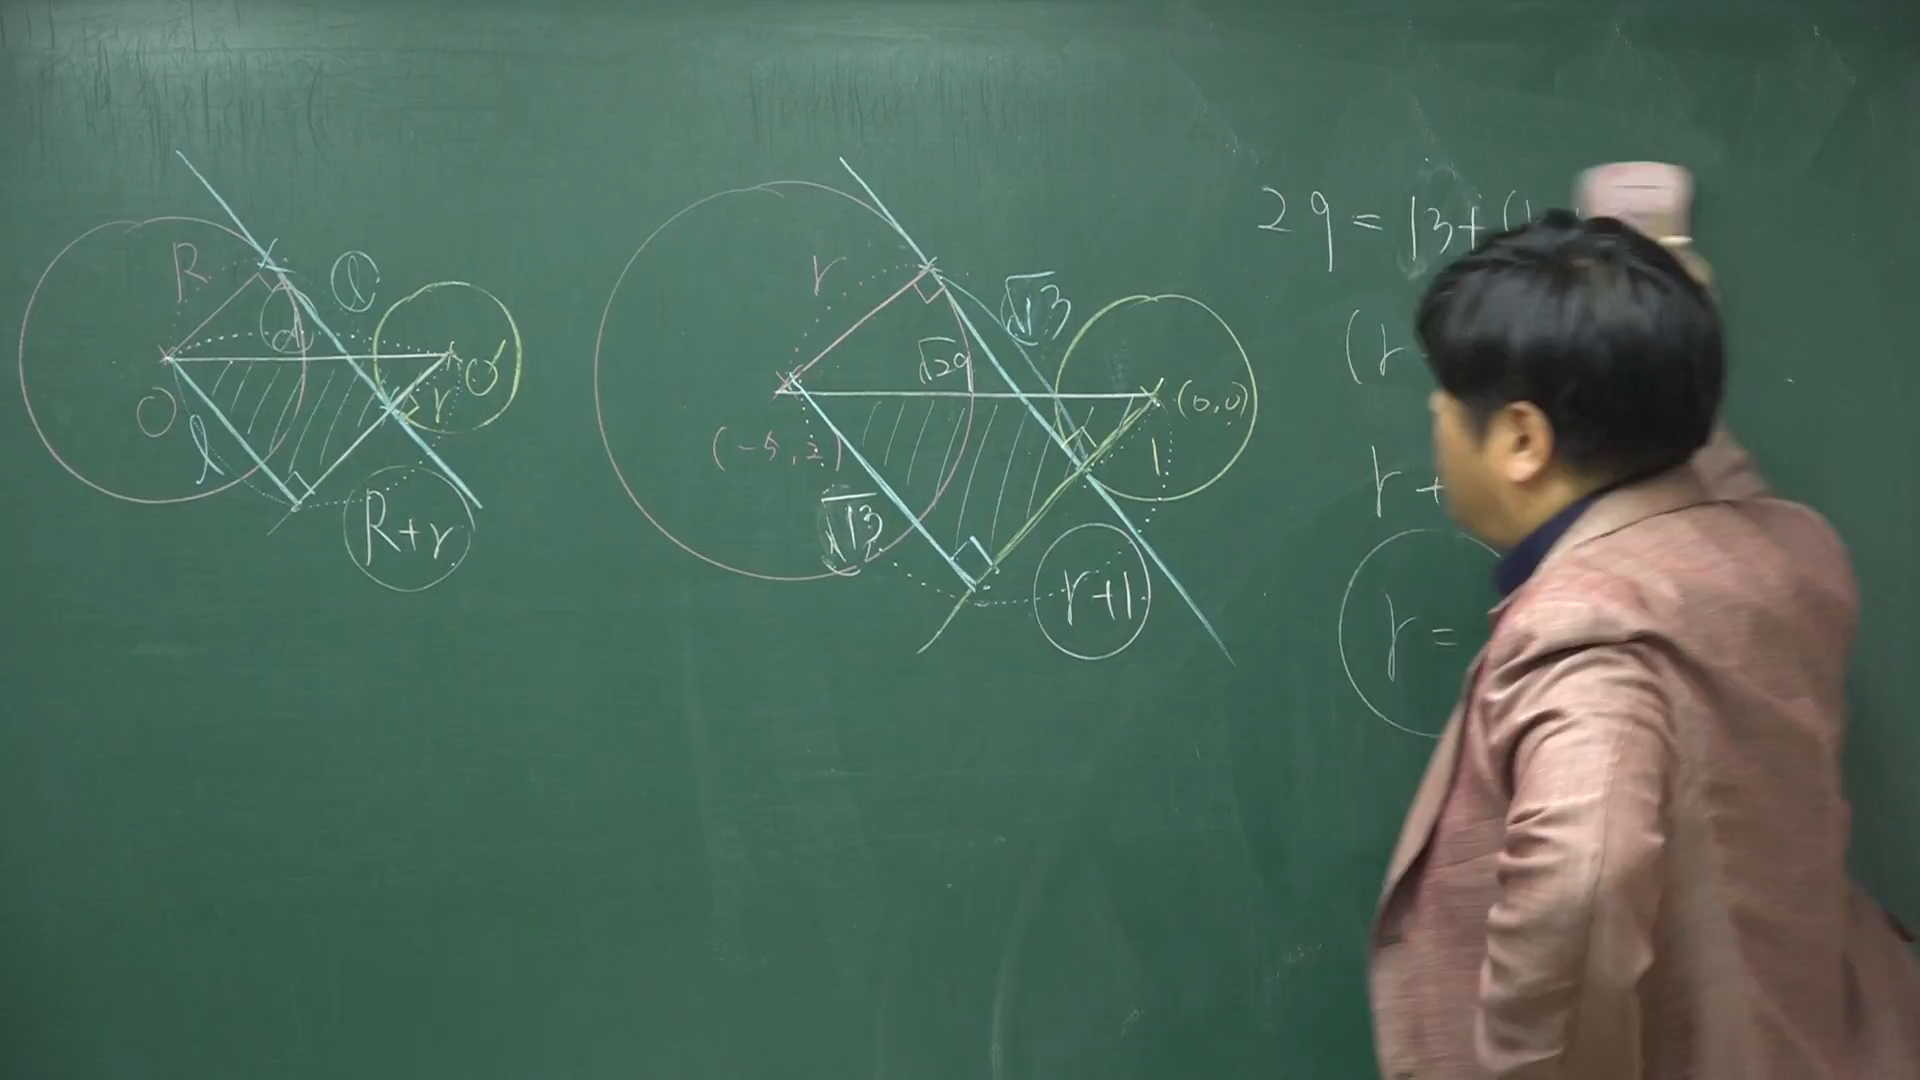 R
l
d
O
O'
r
l
R+r
r
√13
√29
(0,0)
(-5,2)
1
√13
r+1
29 = 13+(
(r
r+
r =